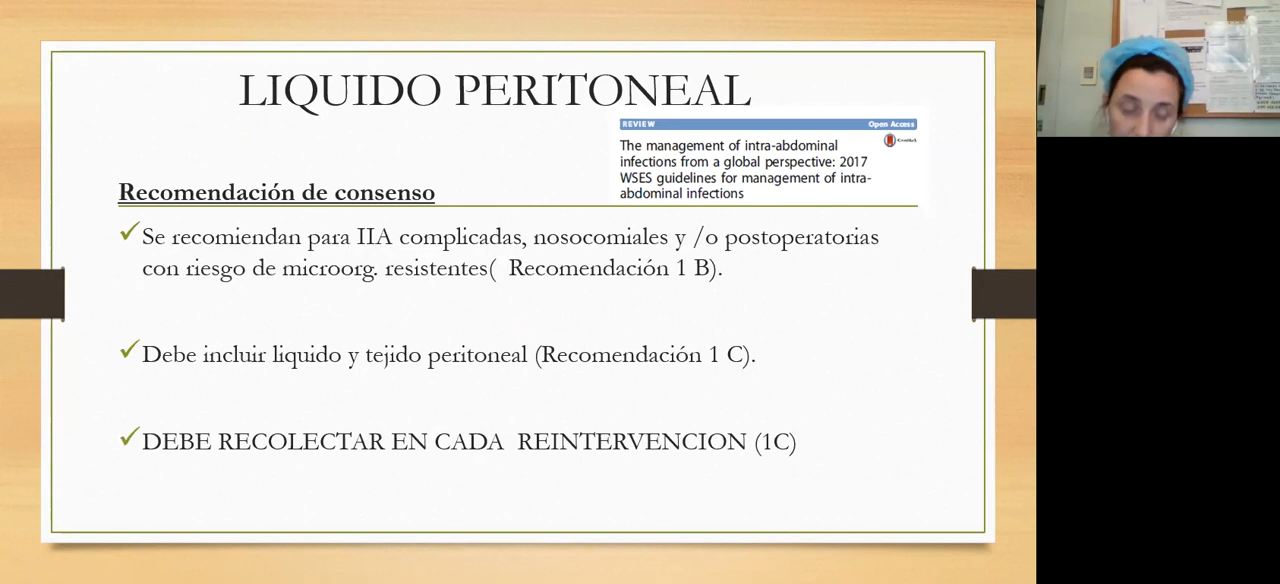 LIQUIDO PERITONEAL
REVIEW Open Access
The management of intra-abdominal
infections from a global perspective: 2017
WSES guidelines for management of intra-
abdominal infections
Recomendación de consenso
Se recomiendan para IIA complicadas, nosocomiales y /o postoperatorias
con riesgo de microorg. resistentes( Recomendación 1 B).
Debe incluir liquido y tejido peritoneal (Recomendación 1 C).
DEBE RECOLECTAR EN CADA REINTERVENCION (1C)